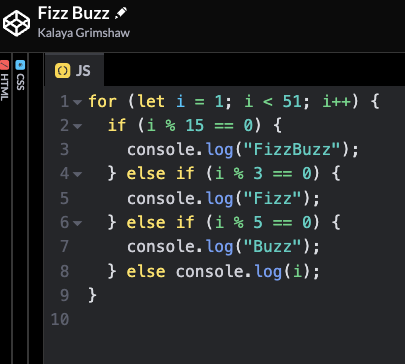 Fizz Buzz
Kalaya Grimshaw
HTML
CSS
JS
1 for (let i = 1; i < 51; i++) {
2   if (i % 15 == 0) {
3     console.log("FizzBuzz");
4   } else if (i % 3 == 0) {
5     console.log("Fizz");
6   } else if (i % 5 == 0) {
7     console.log("Buzz");
8   } else console.log(i);
9 }
10